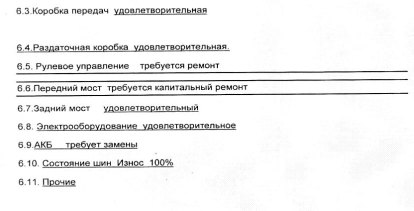 6.3.Коробка передач удовлетворительная
6.4.Раздаточная коробка удовлетворительная.
6.5. Рулевое управление требуется ремонт
6.6.Передний мост требуется капитальный ремонт
6.7.Задний мост удовлетворительный
6.8. Электрооборудование удовлетворительное
6.9.АКБ требует замены
6.10. Состояние шин Износ 100%
6.11. Прочие